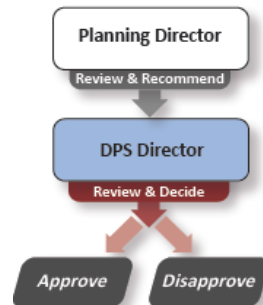 Planning Director
Review & Recommend
DPS Director
Review & Decide
Approve
Disapprove